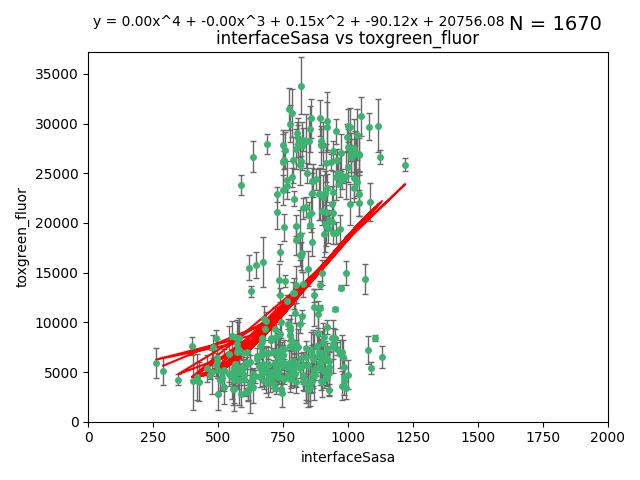 y = 0.00x^4 + -0.00x^3 + 0.15x^2 + -90.12x + 20756.08 N = 1670
interfaceSasa vs toxgreen_fluor
35000
30000
25000
20000
15000
10000
5000
0
toxgreen_fluor
0 250 500 750 1000 1250 1500 1750 2000
interfaceSasa